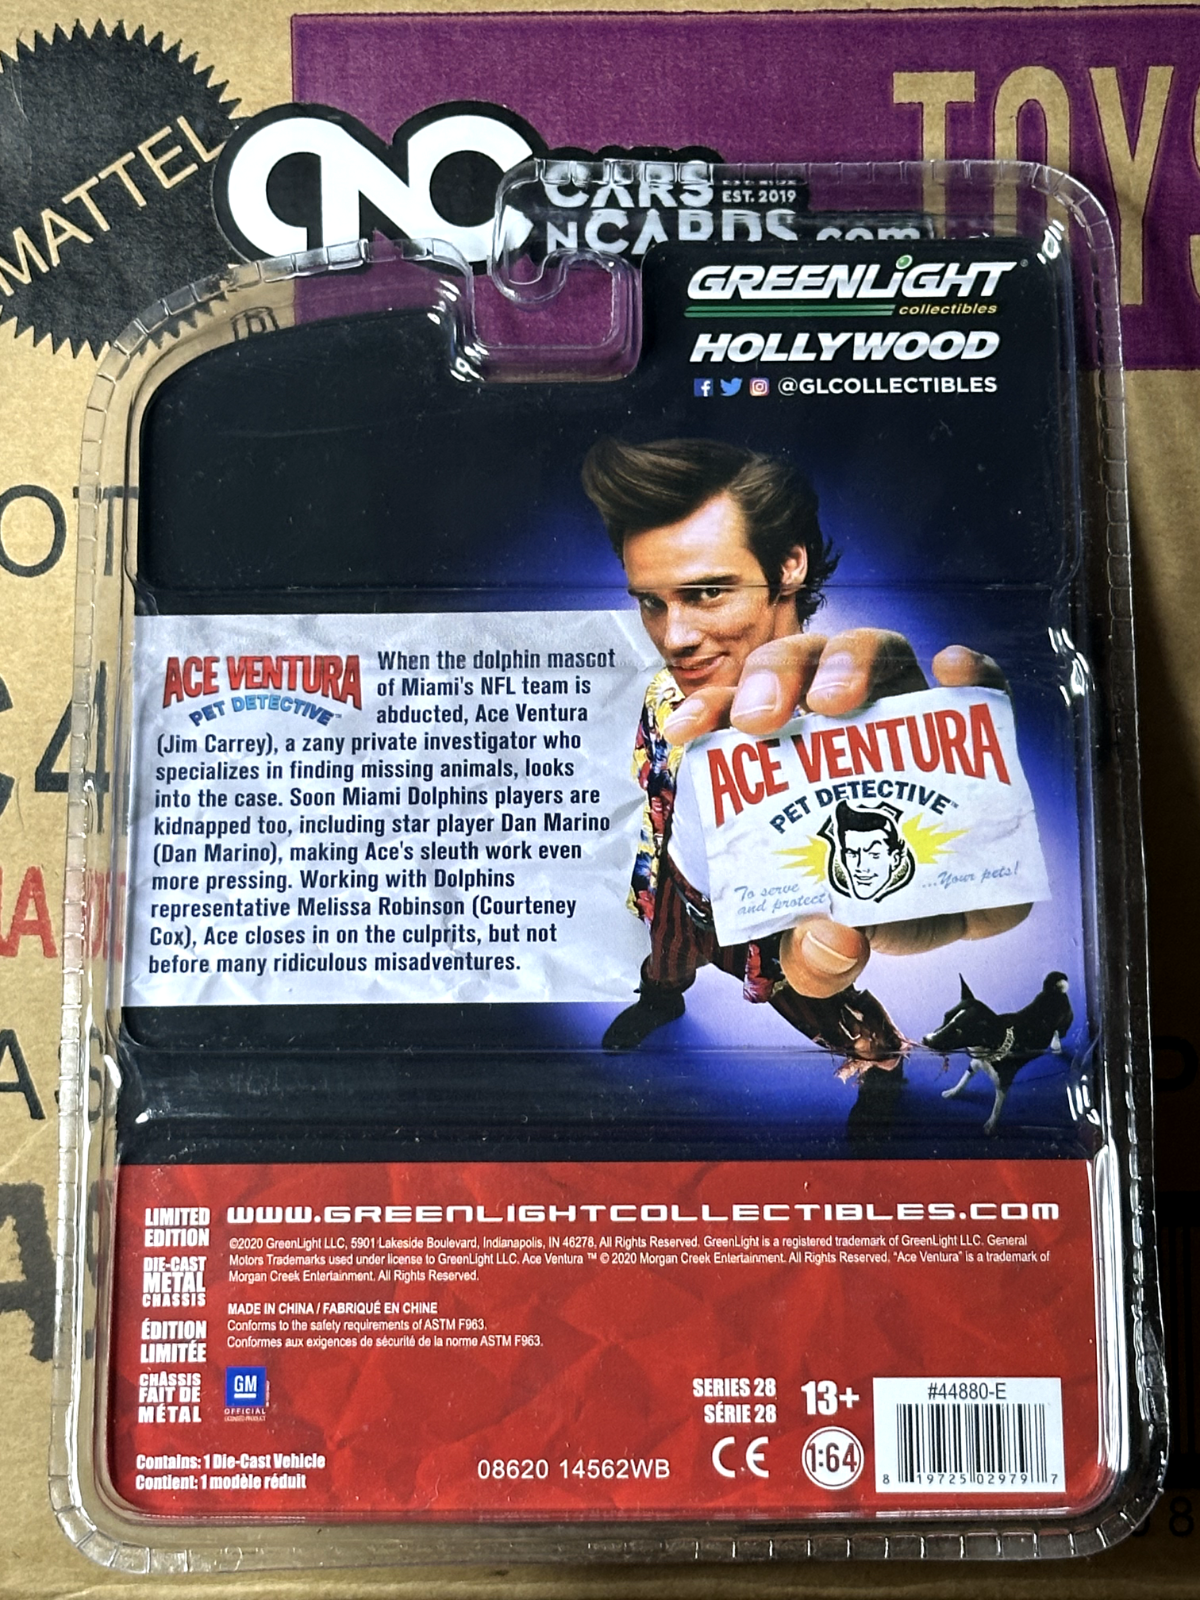 MATTEL
TOYS
CNC
CARS
EST. 2019
N CARDS.com
GREENLIGHT
collectibles
HOLLYWOOD
@GLCOLLECTIBLES
ACE VENTURA
PET DETECTIVE™
When the dolphin mascot
of Miami's NFL team is
abducted, Ace Ventura
(Jim Carrey), a zany private investigator who
specializes in finding missing animals, looks
into the case. Soon Miami Dolphins players are
kidnapped too, including star player Dan Marino
(Dan Marino), making Ace's sleuth work even
more pressing. Working with Dolphins
representative Melissa Robinson (Courteney
Cox), Ace closes in on the culprits, but not
before many ridiculous misadventures.
ACE VENTURA
PET DETECTIVE™
To serve
and protect
...Your pets!
LIMITED
EDITION
DIE-CAST
METAL
CHASSIS
ÉDITION
LIMITÉE
CHÂSSIS
FAIT DE
MÉTAL
www.GREENLIGHTCOLLECTIBLES.com
©2020 GreenLight LLC, 5901 Lakeside Boulevard, Indianapolis, IN 46278, All Rights Reserved. GreenLight is a registered trademark of GreenLight LLC. General
Motors Trademarks used under license to GreenLight LLC. Ace Ventura ™ © 2020 Morgan Creek Entertainment. All Rights Reserved. "Ace Ventura" is a trademark of
Morgan Creek Entertainment. All Rights Reserved.
MADE IN CHINA / FABRIQUÉ EN CHINE
Conforms to the safety requirements of ASTM F963.
Conformes aux exigences de sécurité de la norme ASTM F963.
GM
OFFICIAL
LICENSED PRODUCT
Contains: 1 Die-Cast Vehicle
Contient: 1 modèle réduit
08620 14562WB
SERIES 28
SÉRIE 28
13+
CE
1:64
#44880-E
8 19725 02979 7